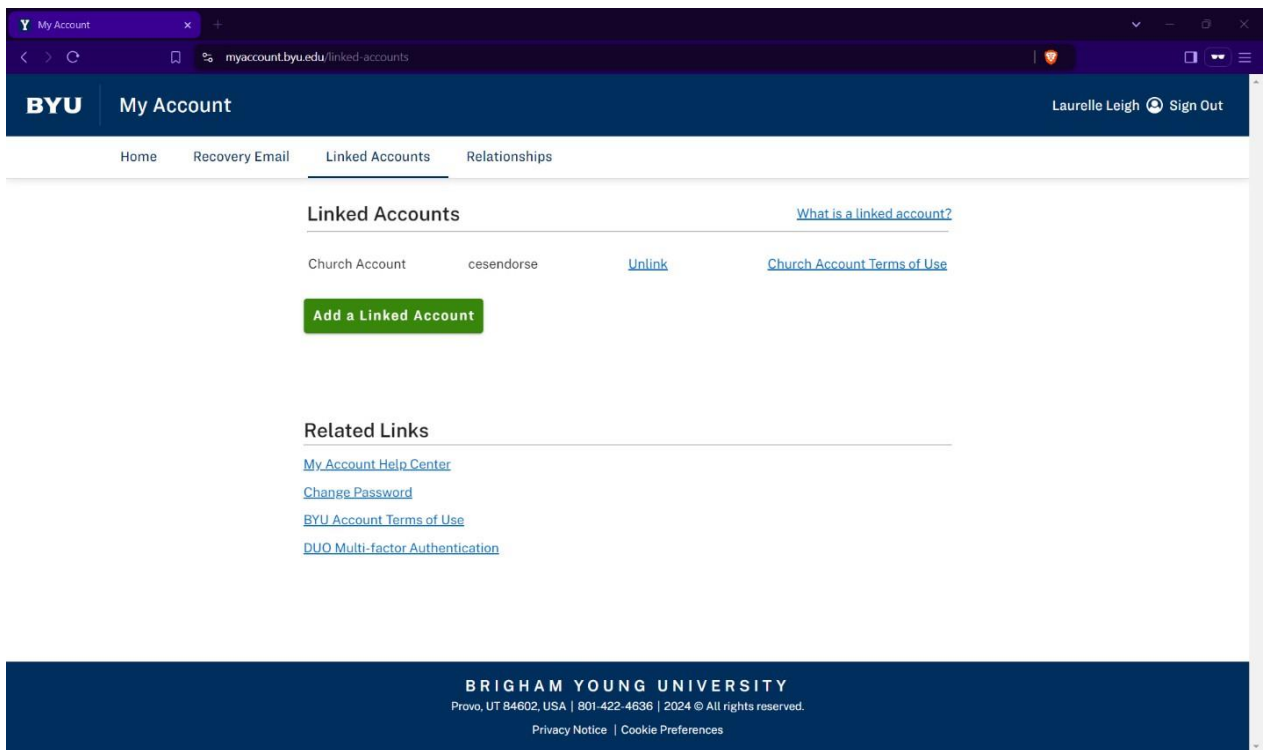 Y My Account
myaccount.byu.edu/linked-accounts
BYU My Account Laurelle Leigh Sign Out
Home Recovery Email Linked Accounts Relationships
Linked Accounts What is a linked account?
Church Account cesendorse Unlink Church Account Terms of Use
Add a Linked Account
Related Links
My Account Help Center
Change Password
BYU Account Terms of Use
DUO Multi-factor Authentication
BRIGHAM YOUNG UNIVERSITY
Provo, UT 84602, USA | 801-422-4636 | 2024 © All rights reserved.
Privacy Notice | Cookie Preferences